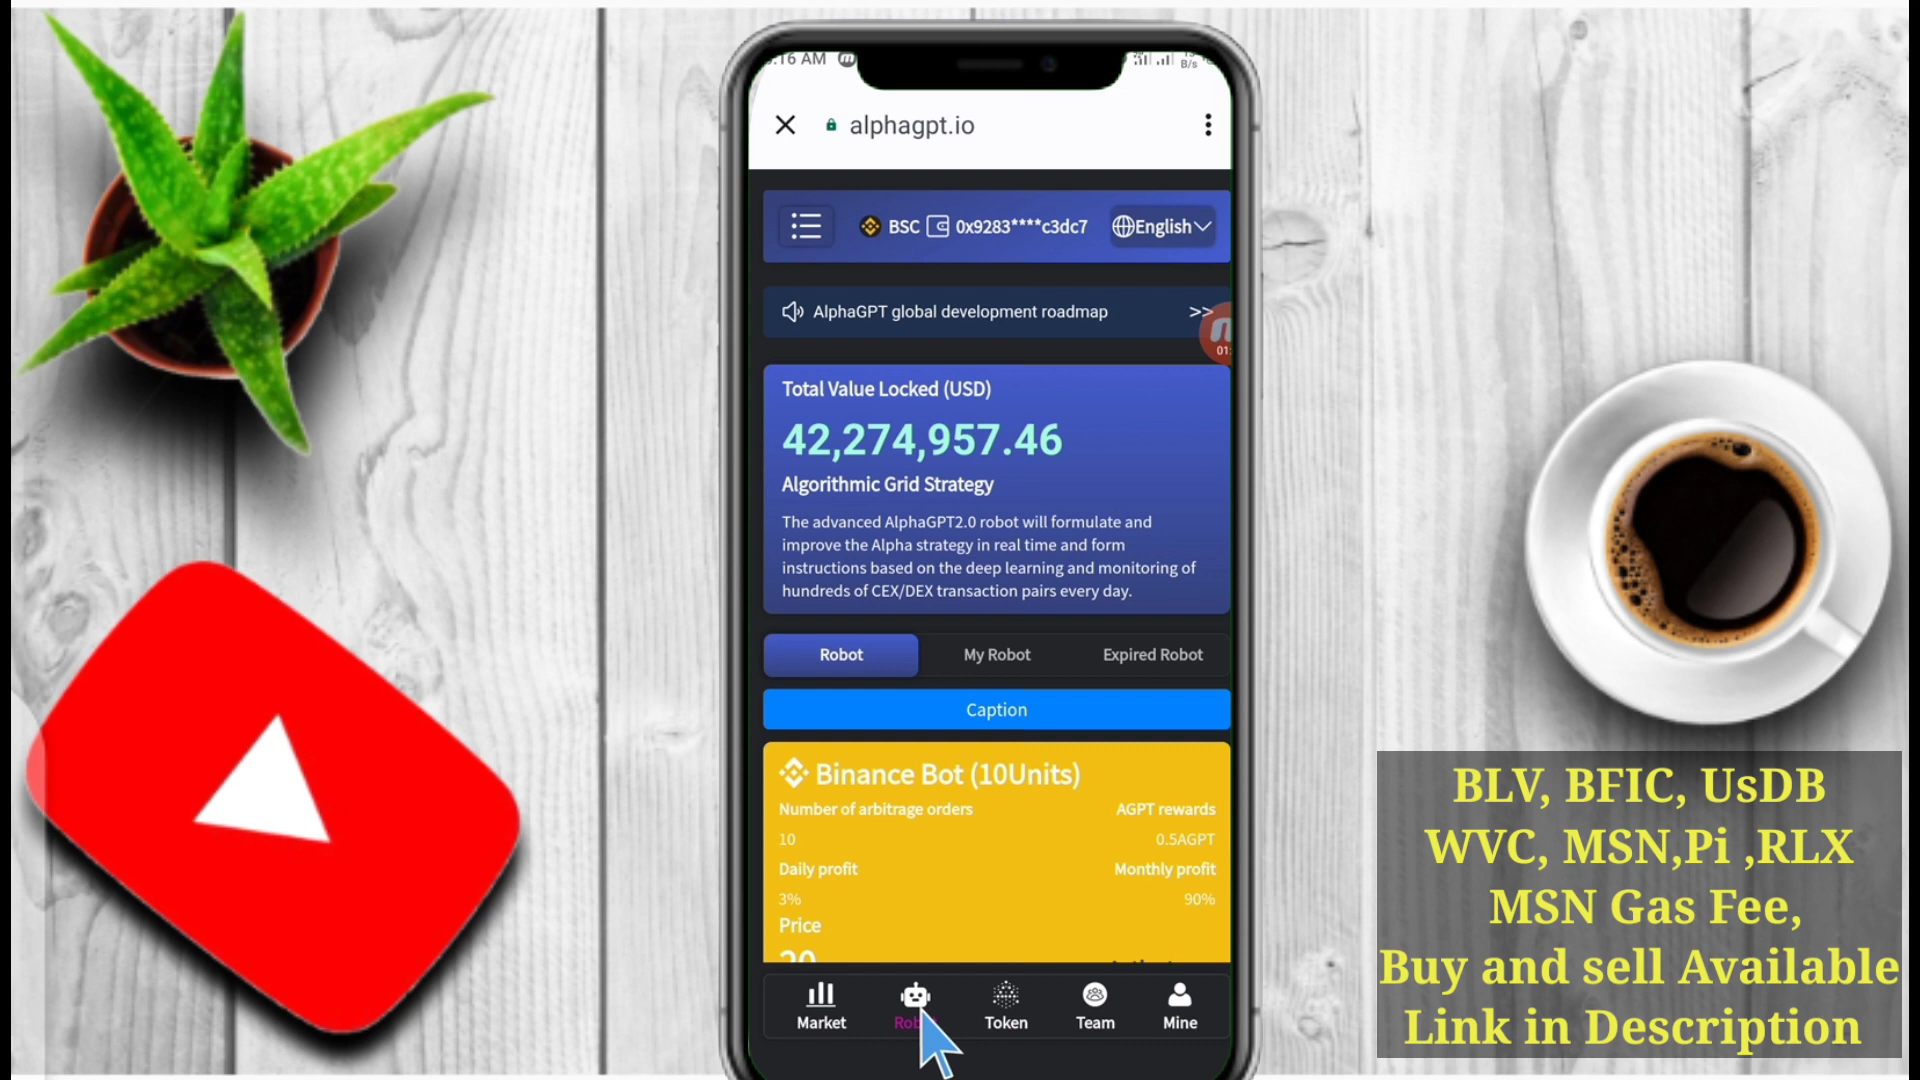 :16 AM
B/s
alphagpt.io
BSC 0x9283****c3dc7 English
AlphaGPT global development roadmap >>
01:
Total Value Locked (USD)
42,274,957.46
Algorithmic Grid Strategy
The advanced AlphaGPT2.0 robot will formulate and
improve the Alpha strategy in real time and form
instructions based on the deep learning and monitoring of
hundreds of CEX/DEX transaction pairs every day.
Robot My Robot Expired Robot
Caption
Binance Bot (10Units)
Number of arbitrage orders AGPT rewards
10 0.5AGPT
Daily profit Monthly profit
3% 90%
Price
Market Token Team Mine
BLV, BFIC, UsDB
WVC, MSN,Pi ,RLX
MSN Gas Fee,
Buy and sell Available
Link in Description